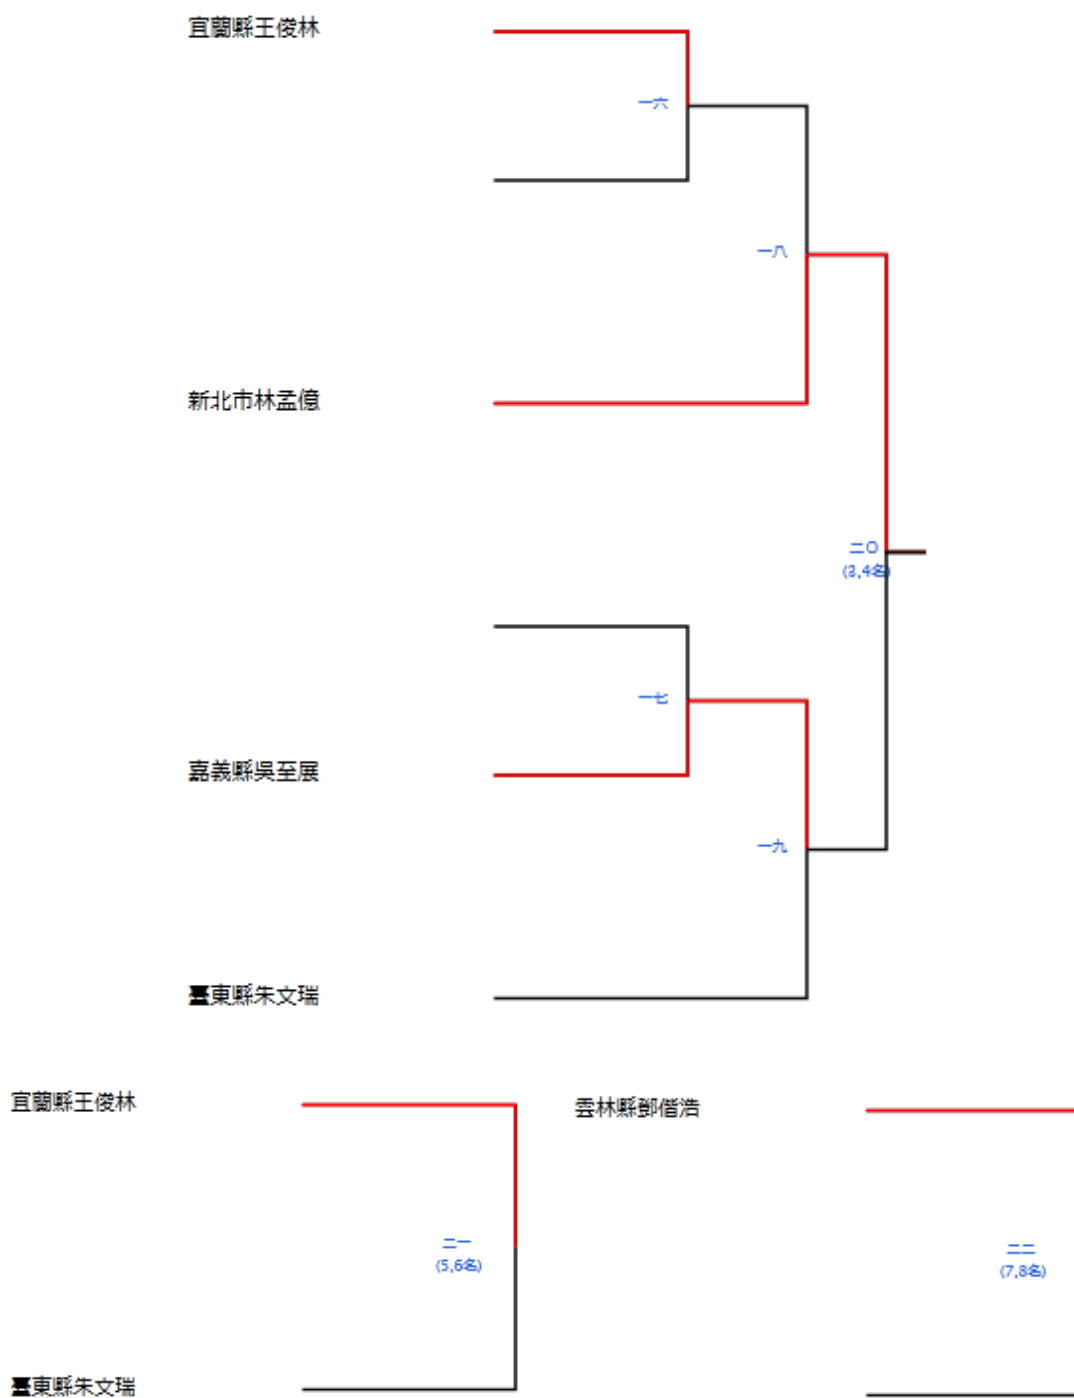 宜蘭縣王俊林
一六
一八
新北市林孟億
二〇
(3,4名)
一七
嘉義縣吳至展
一九
臺東縣朱文瑞
宜蘭縣王俊林
雲林縣鄧偕浩
二一
(5,6名)
二二
(7,8名)
臺東縣朱文瑞